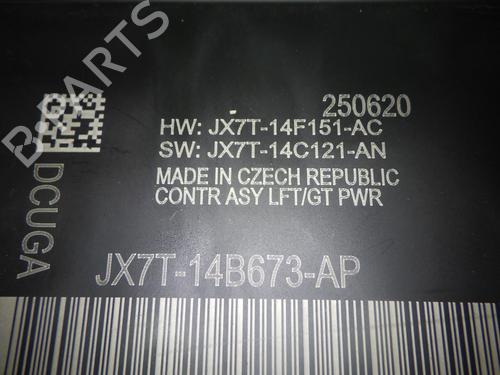 B-PARTS
250620
HW: JX7T-14F151-AC
SW: JX7T-14C121-AN
MADE IN CZECH REPUBLIC
CONTR ASY LFT/GT PWR
DCUGA
JX7T-14B673-AP